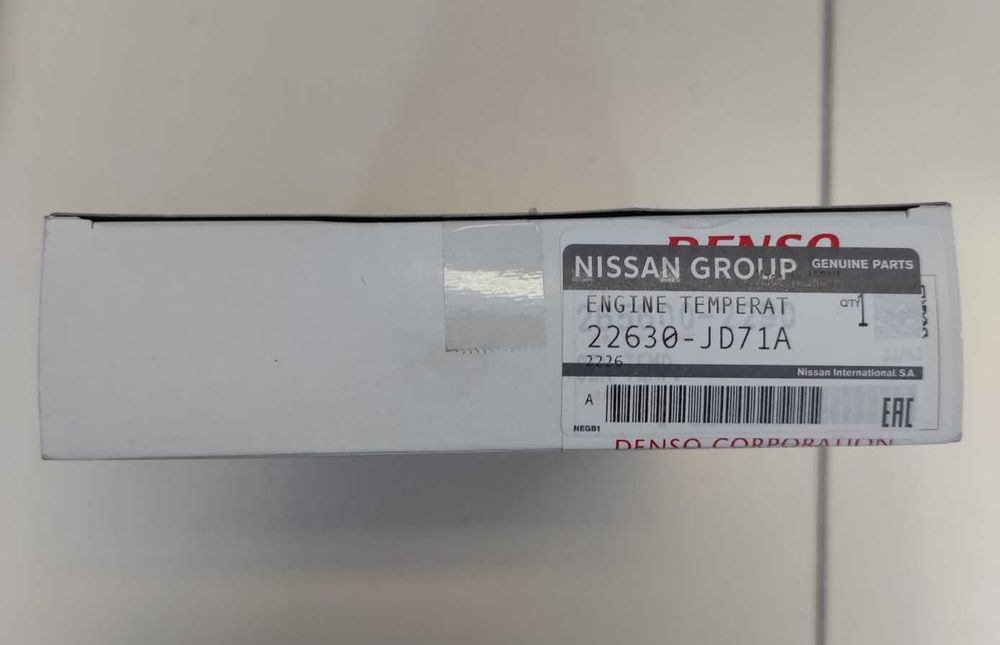 DENSO
NISSAN GROUP GENUINE PARTS
ENGINE TEMPERAT
QTY 1
22630-JD71A
2226
Nissan International. S.A.
A
EAC
NEGB1
DENSO CORPORATION